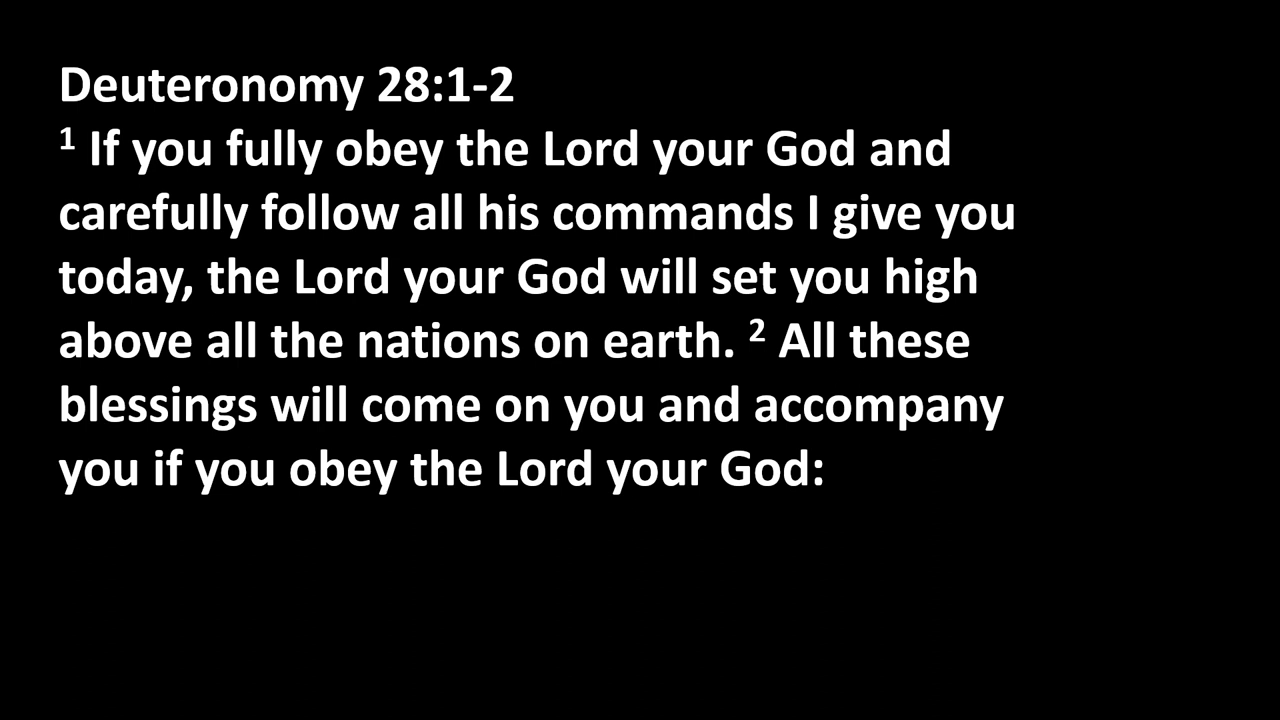 Deuteronomy 28:1-2
1 If you fully obey the Lord your God and
carefully follow all his commands I give you
today, the Lord your God will set you high
above all the nations on earth. 2 All these
blessings will come on you and accompany
you if you obey the Lord your God: